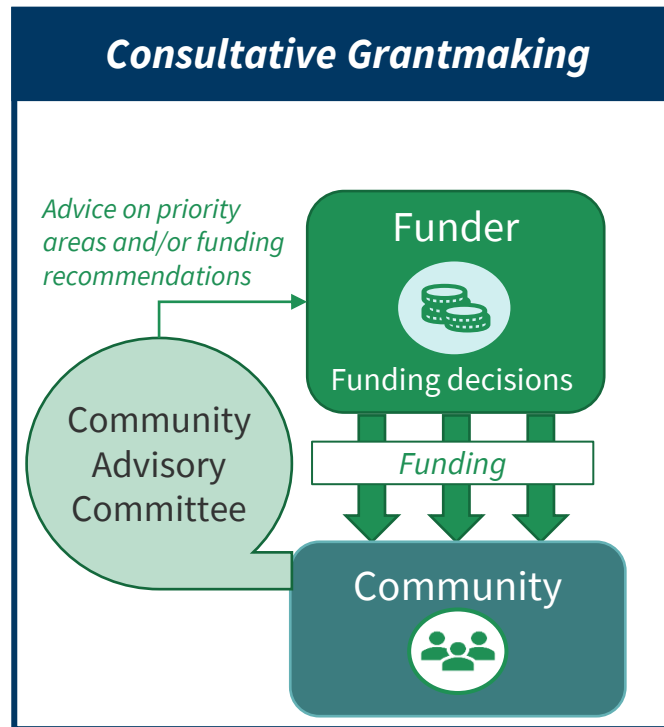 Consultative Grantmaking
Advice on priority
areas and/or funding
recommendations
Funder
Funding decisions
Community
Advisory
Committee
Funding
Community